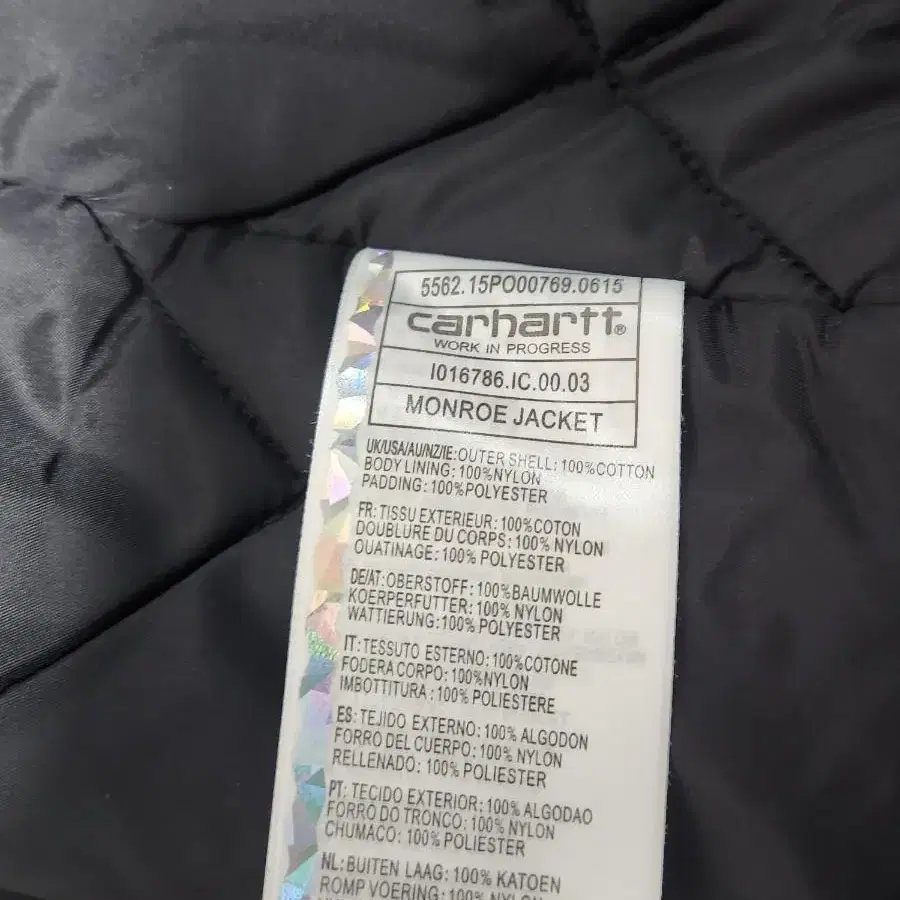 5562.15PO00769.0615
carhartt®
WORK IN PROGRESS
I016786.IC.00.03
MONROE JACKET
UK/USA/AU/NZ/IE:OUTER SHELL: 100%COTTON
BODY LINING: 100%NYLON
PADDING: 100%POLYESTER
FR: TISSU EXTERIEUR: 100%COTON
DOUBLURE DU CORPS: 100% NYLON
OUATINAGE: 100% POLYESTER
DE/AT: OBERSTOFF: 100%BAUMWOLLE
KOERPERFUTTER: 100% NYLON
WATTIERUNG: 100% POLYESTER
IT: TESSUTO ESTERNO: 100%COTONE
FODERA CORPO: 100%NYLON
IMBOTTITURA : 100% POLIESTERE
ES: TEJIDO EXTERNO: 100% ALGODON
FORRO DEL CUERPO: 100% NYLON
RELLENADO: 100% POLIESTER
PT: TECIDO EXTERIOR: 100% ALGODAO
FORRO DO TRONCO: 100% NYLON
CHUMACO: 100% POLIESTER
NL: BUITEN LAAG: 100% KATOEN
ROMP VOERING: 100% NYLON